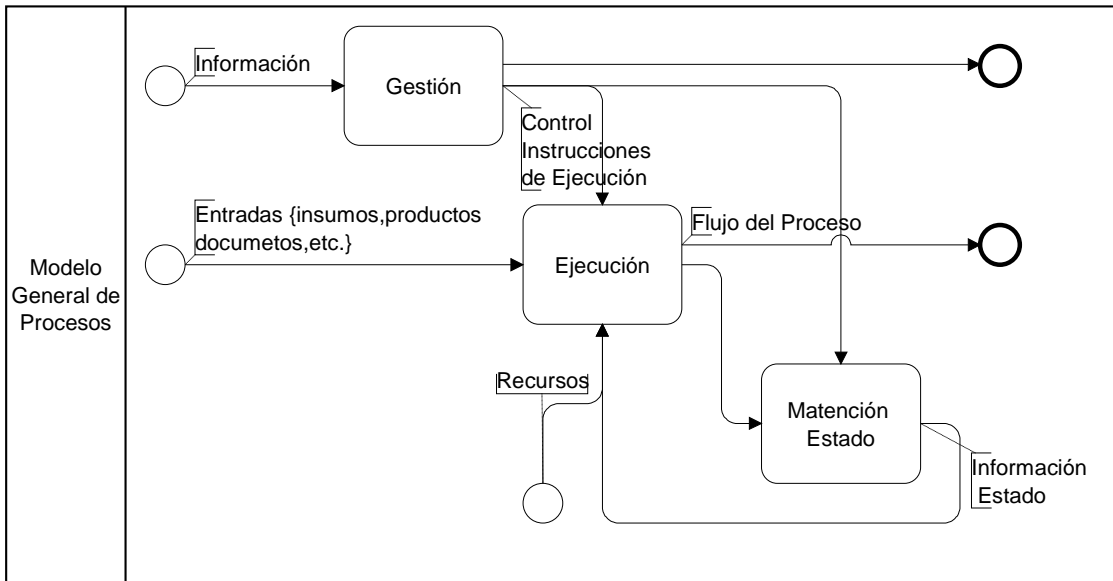 Modelo
General de
Procesos
Información
Gestión
Control
Instrucciones
de Ejecución
Entradas {insumos,productos
documetos,etc.}
Ejecución
Flujo del Proceso
Recursos
Matención
Estado
Información
Estado